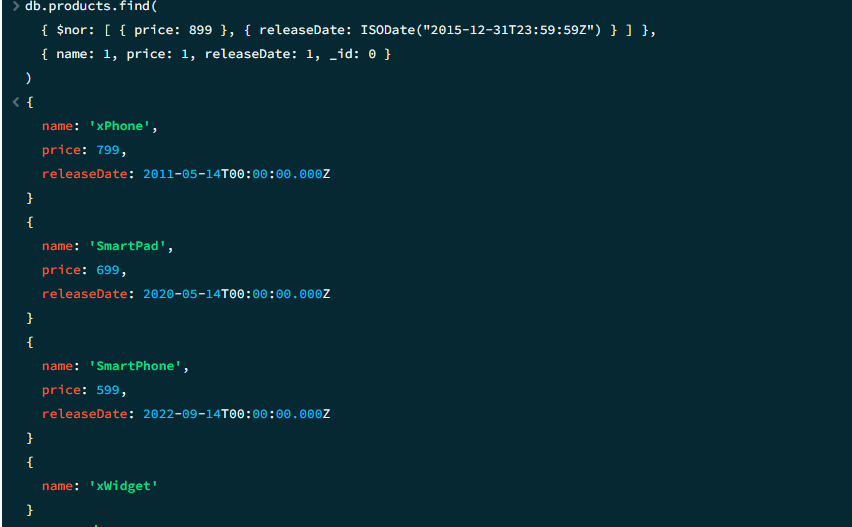 > db.products.find(
{ $nor: [ { price: 899 }, { releaseDate: ISODate("2015-12-31T23:59:59Z") } ] },
{ name: 1, price: 1, releaseDate: 1, _id: 0 }
)
< {
name: 'xPhone',
price: 799,
releaseDate: 2011-05-14T00:00:00.000Z
}
{
name: 'SmartPad',
price: 699,
releaseDate: 2020-05-14T00:00:00.000Z
}
{
name: 'SmartPhone',
price: 599,
releaseDate: 2022-09-14T00:00:00.000Z
}
{
name: 'xWidget'
}